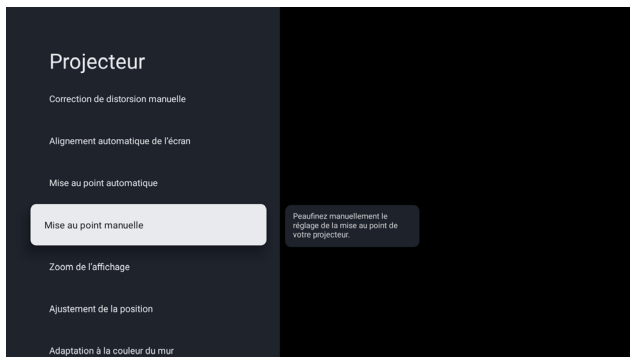 Projecteur
Correction de distorsion manuelle
Alignement automatique de l'écran
Mise au point automatique
Mise au point manuelle
Peaufinez manuellement le
réglage de la mise au point de
votre projecteur.
Zoom de l'affichage
Ajustement de la position
Adaptation à la couleur du mur